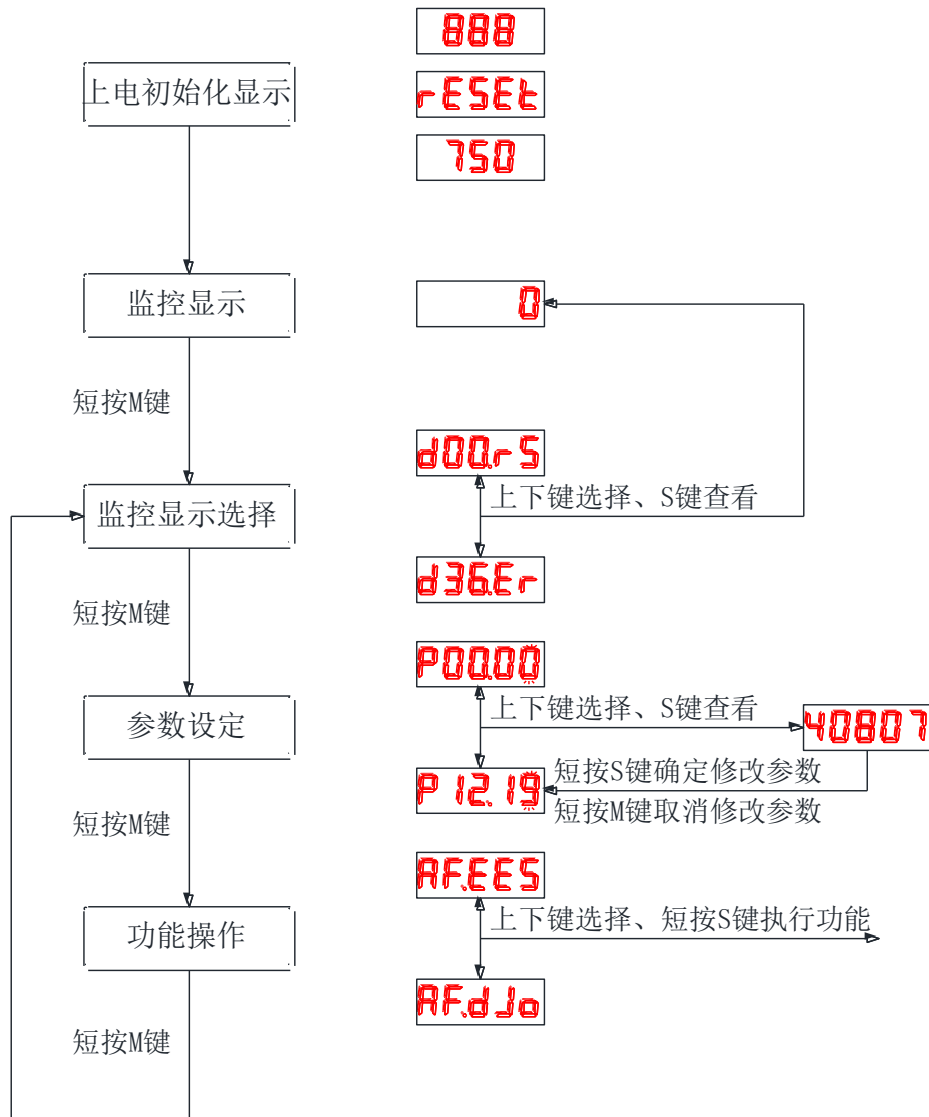 888
上电初始化显示
rESEt
750
监控显示
0
短按M键
d00.rS
监控显示选择
上下键选择、S键查看
d36.Er
短按M键
P00.00
参数设定
上下键选择、S键查看
40807
P12.19
短按S键确定修改参数
短按M键取消修改参数
短按M键
AF.EES
功能操作
上下键选择、短按S键执行功能
AF.dJo
短按M键